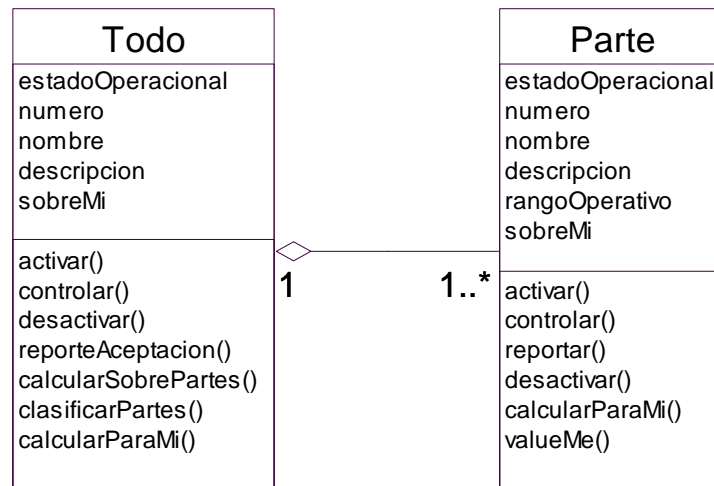 Todo
estadoOperacional
numero
nombre
descripcion
sobreMi
activar()
controlar()
desactivar()
reporteAceptacion()
calcularSobrePartes()
clasificarPartes()
calcularParaMi()
1
1..*
Parte
estadoOperacional
numero
nombre
descripcion
rangoOperativo
sobreMi
activar()
controlar()
reportar()
desactivar()
calcularParaMi()
valueMe()